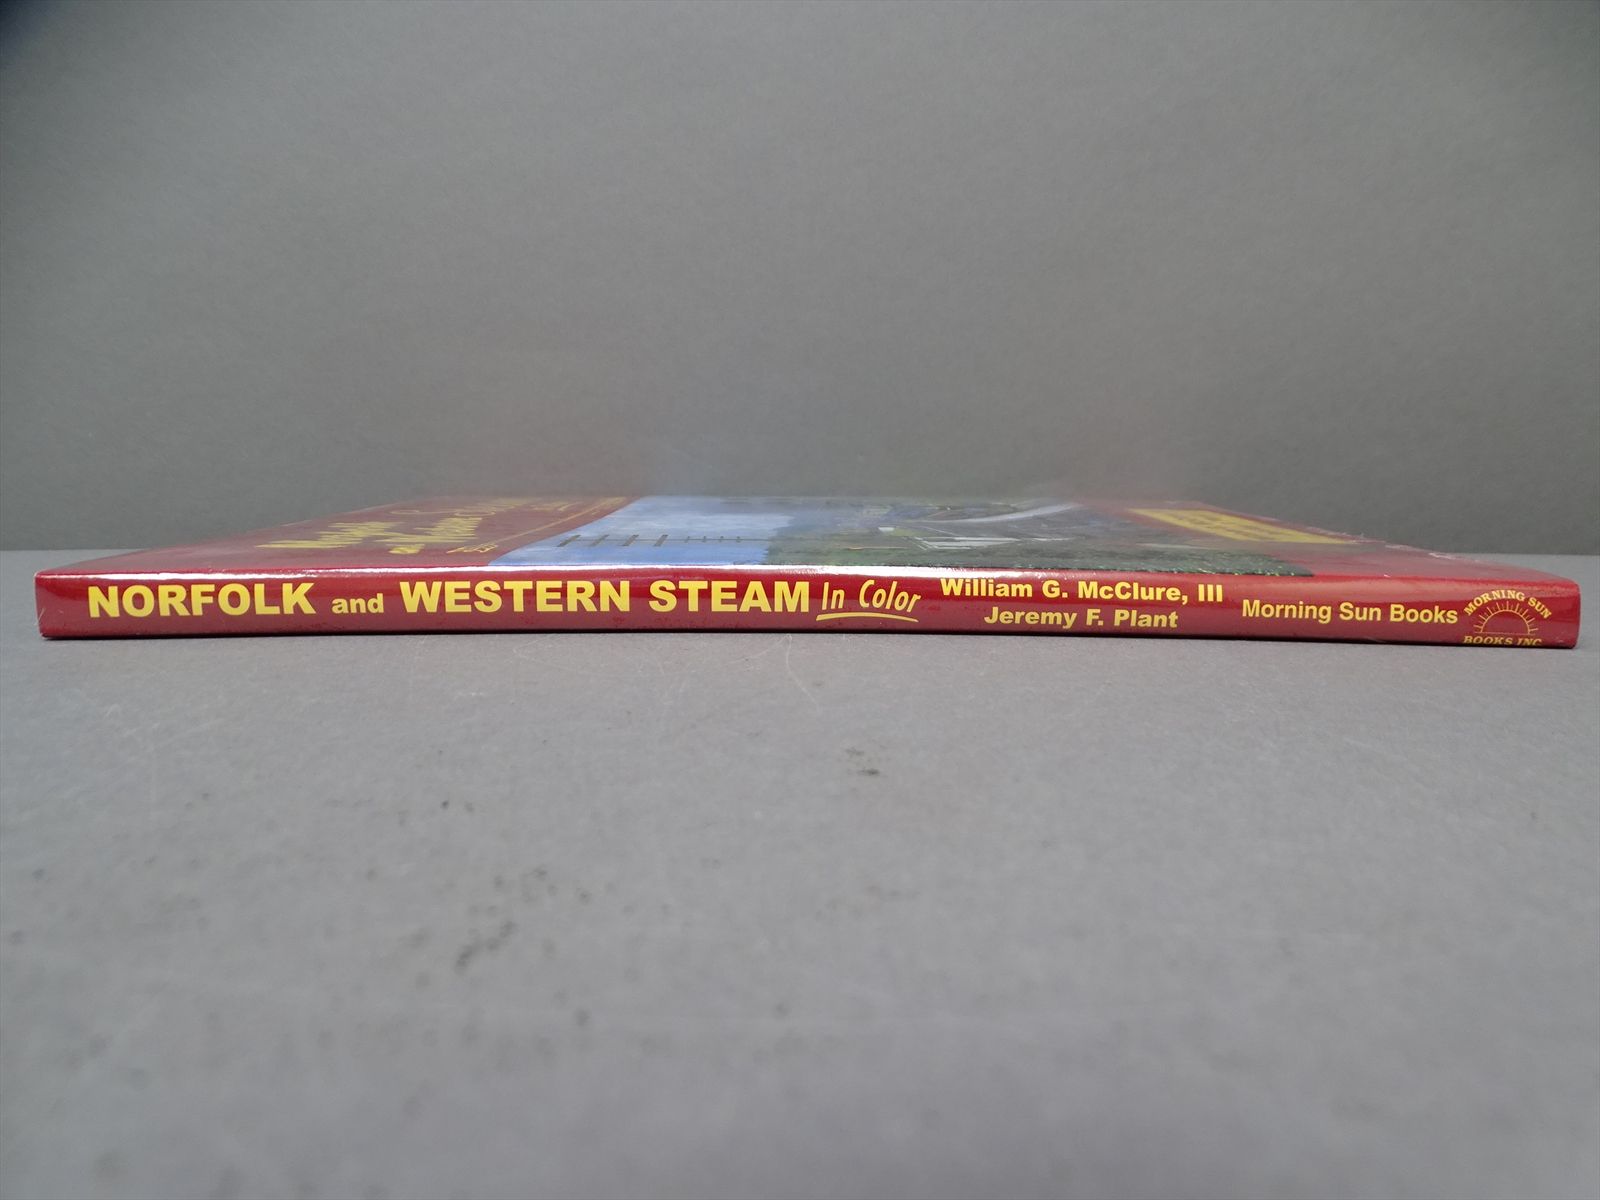 NORFOLK and WESTERN STEAM In Color
William G. McClure, III
Jeremy F. Plant
Morning Sun Books
MORNING SUN
BOOKS INC